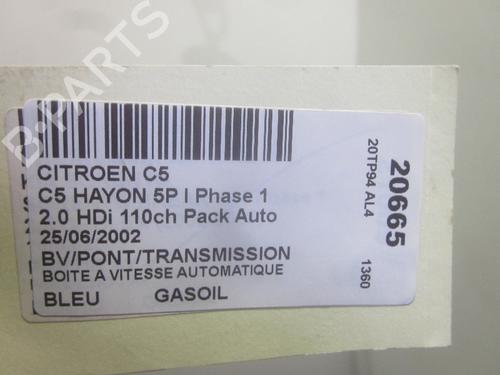 CITROEN C5
C5 HAYON 5P I Phase 1
2.0 HDi 110ch Pack Auto
25/06/2002
BV/PONT/TRANSMISSION
BOITE A VITESSE AUTOMATIQUE
BLEU GASOIL
20665
20TP94 AL4
1360
B-PARTS